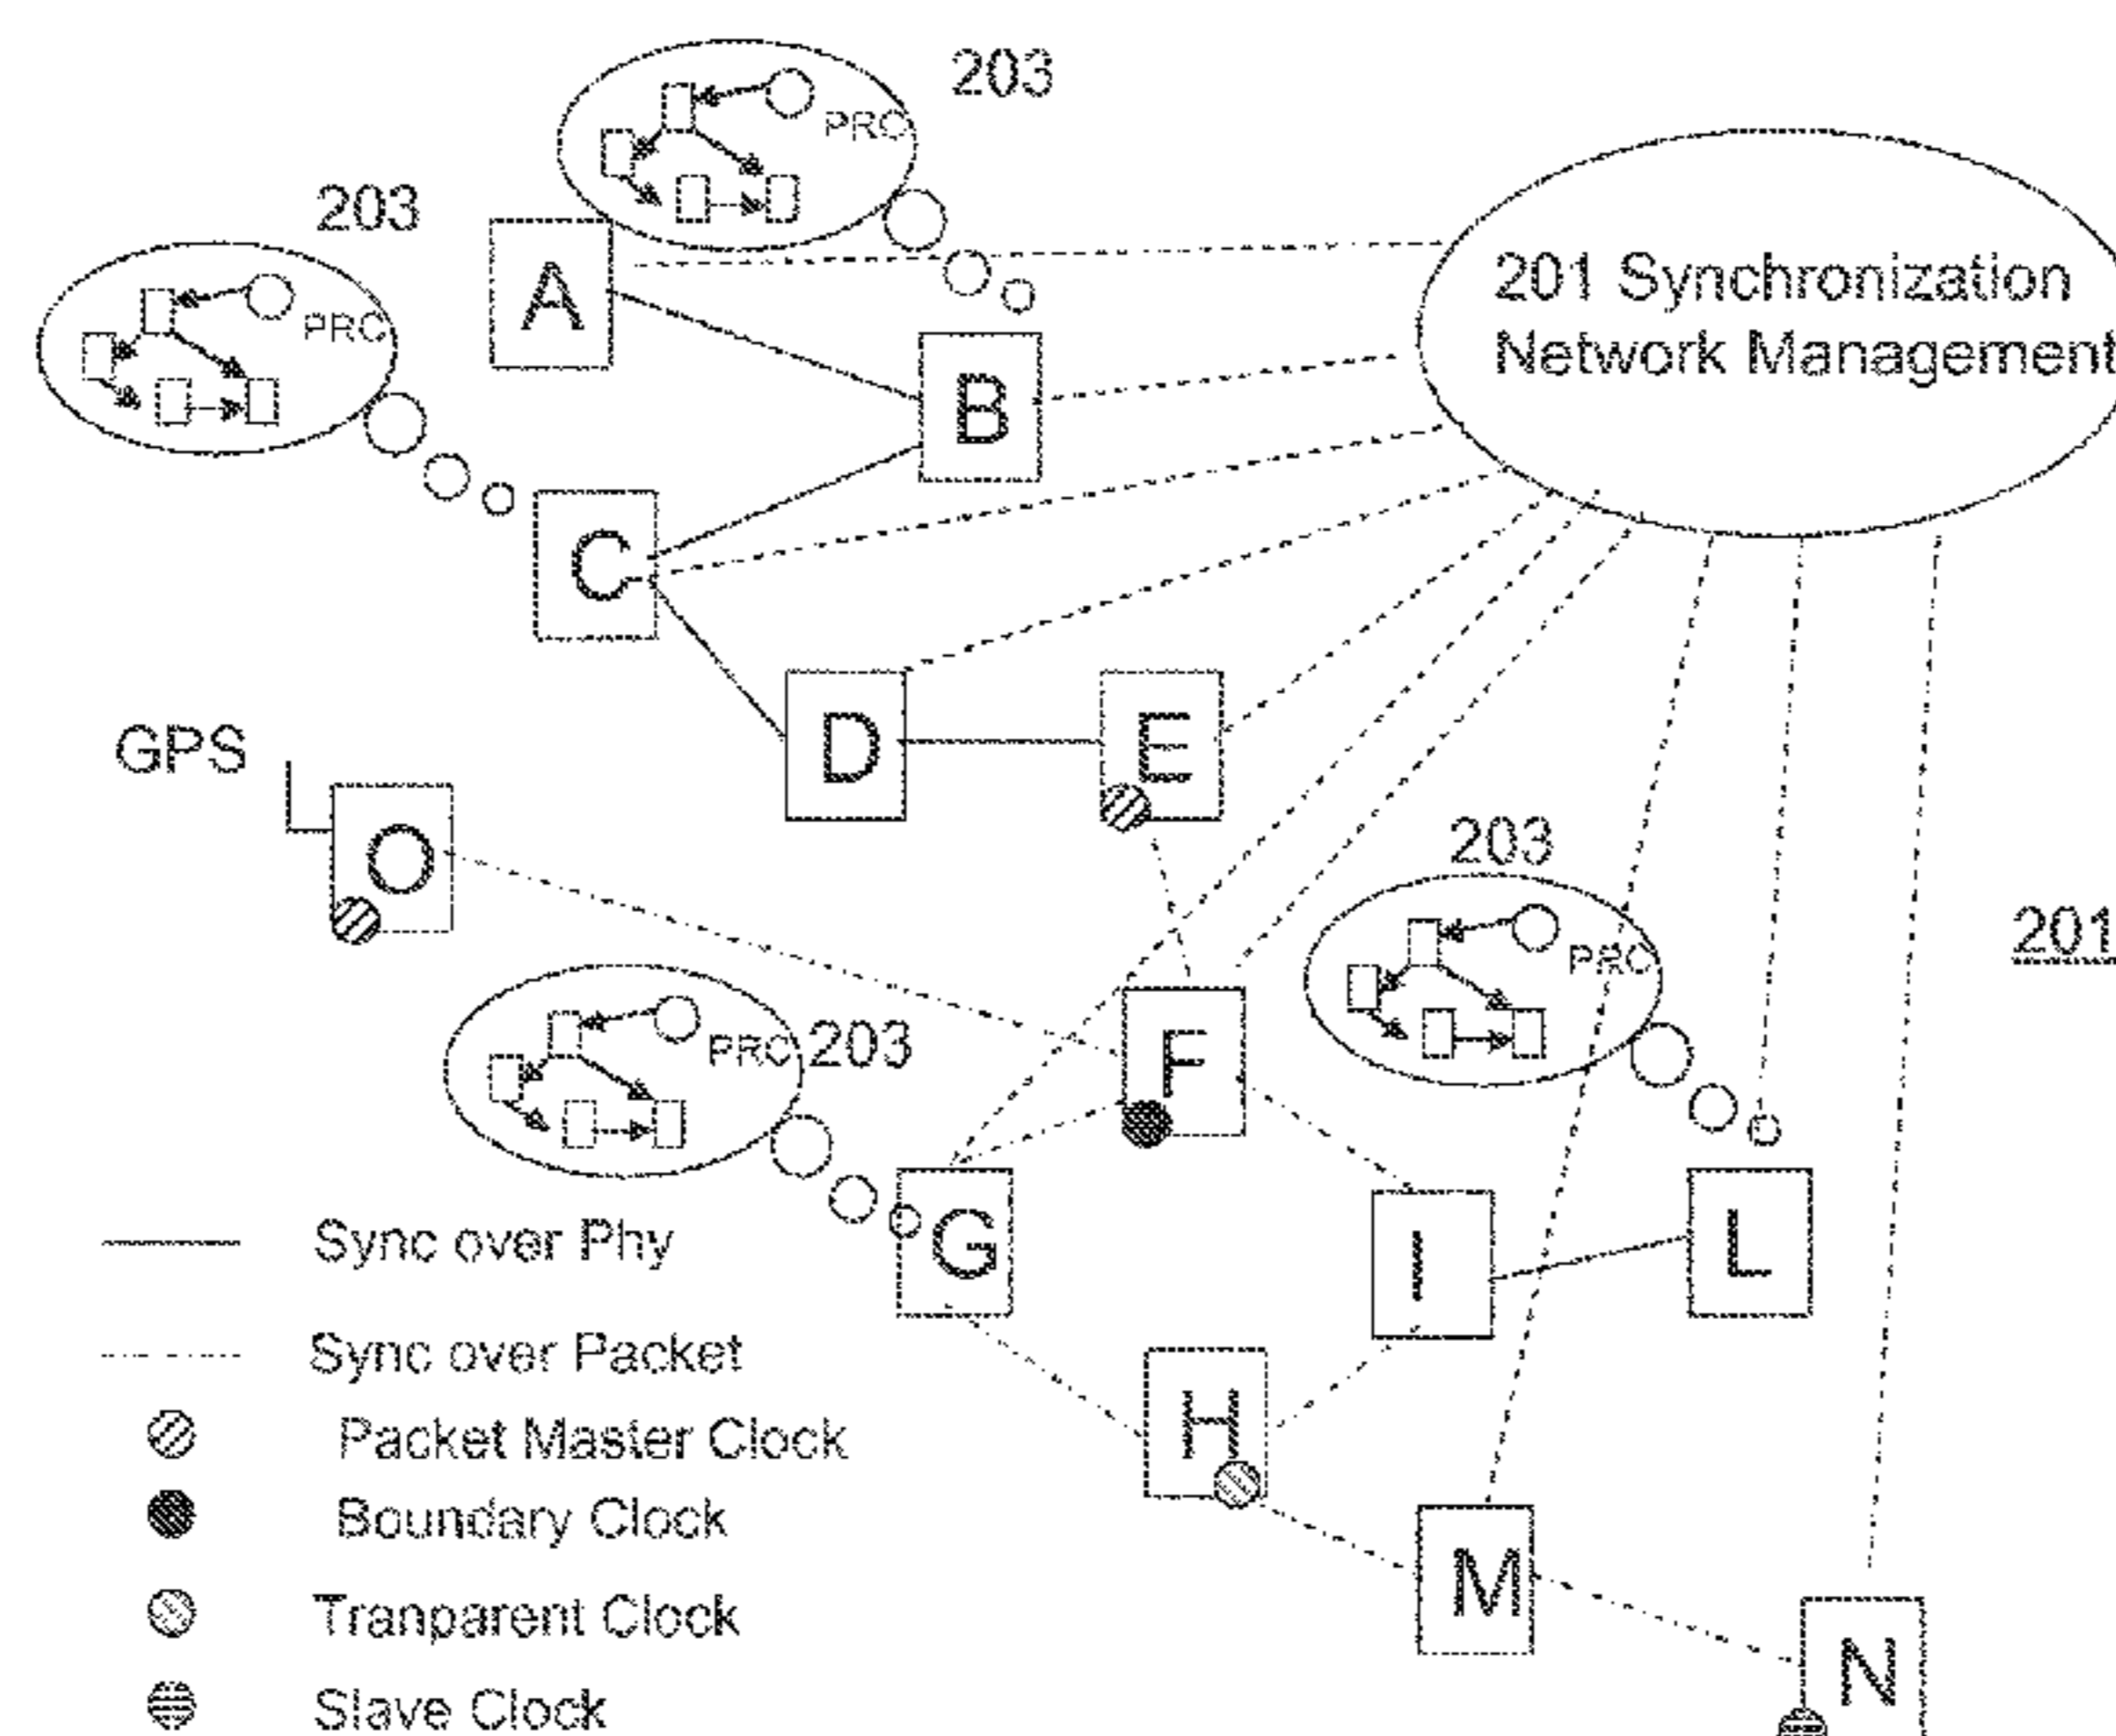 203
PRC
203
PRC
A
201 Synchronization
Network Management
B
C
D
E
GPS
O
203
PRC
201
203
PRC
F
G
I
L
H
M
N
Sync over Phy
Sync over Packet
Packet Master Clock
Boundary Clock
Tranparent Clock
Slave Clock